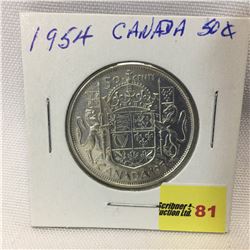 1954 CANADA 50¢
50 CENTS
CANADA
Scribner &
Auction Ltd. 81